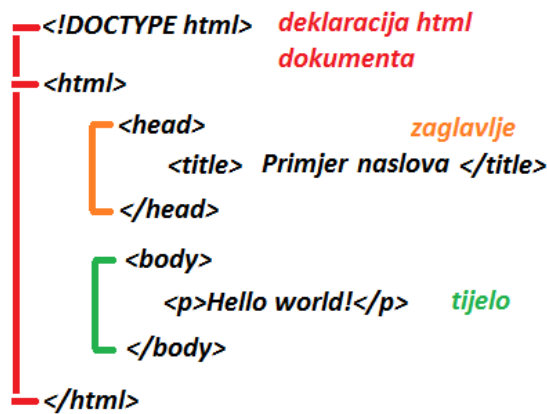 <!DOCTYPE html> deklaracija html
dokumenta
<html>
<head> zaglavlje
<title> Primjer naslova </title>
</head>
<body>
<p>Hello world!</p> tijelo
</body>
</html>